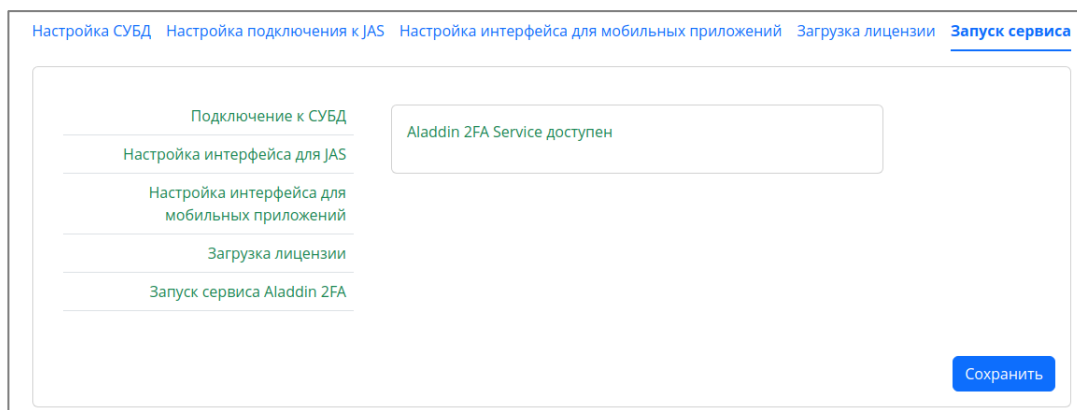 Настройка СУБД Настройка подключения к JAS Настройка интерфейса для мобильных приложений Загрузка лицензии Запуск сервиса
Подключение к СУБД
Настройка интерфейса для JAS
Настройка интерфейса для
мобильных приложений
Загрузка лицензии
Запуск сервиса Aladdin 2FA
Aladdin 2FA Service доступен
Сохранить